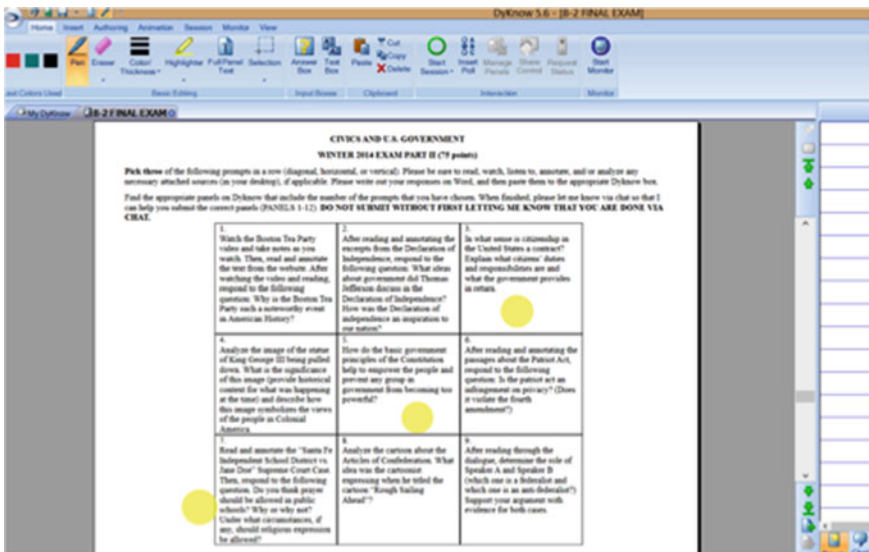 DyKnow 5.6 - [8-2 FINAL EXAM]
Home Insert Authoring Animation Session Monitor View
Pen Eraser Color/ Thickness Highlighter Full Panel Text Selection Answer Box Text Box Paste Cut Copy Delete Start Session Insert Poll Manage Panels Share Control Request Status Start Monitor
and Colors Used Basic Editing Input Boxes Clipboard Interaction Monitor
My DyKnow 8-2 FINAL EXAM
CIVICS AND U.S. GOVERNMENT
WINTER 2014 EXAM PART II (75 points)
Pick three of the following prompts in a row (diagonal, horizontal, or vertical). Please be sure to read, watch, listen to, annotate, and or analyze any
necessary attached sources (in your desktop), if applicable. Please write out your responses on Word, and then paste them to the appropriate Dyknow box.
Find the appropriate panels on Dyknow that include the number of the prompts that you have chosen. When finished, please let me know via chat so that I
can help you submit the correct panels (PANELS 1-12). DO NOT SUBMIT WITHOUT FIRST LETTING ME KNOW THAT YOU ARE DONE VIA
CHAT.
1.
Watch the Boston Tea Party
video and take notes as you
watch. Then, read and annotate
the text from the website. After
watching the video and reading,
respond to the following
question: Why is the Boston Tea
Party such a noteworthy event
in American History?
2.
After reading and annotating the
excerpts from the Declaration of
Independence, respond to the
following question: What ideas
about government did Thomas
Jefferson discuss in the
Declaration of Independence?
How was the Declaration of
independence an inspiration to
our nation?
3.
In what sense is citizenship in
the United States a contract?
Explain what citizens' duties
and responsibilities are and
what the government provides
in return.
4.
Analyze the image of the statue
of King George III being pulled
down. What is the significance
of this image (provide historical
context for what was happening
at the time) and describe how
this image symbolizes the views
of the people in Colonial
America.
5.
How do the basic government
principles of the Constitution
help to empower the people and
prevent any group in
government from becoming too
powerful?
6.
After reading and annotating the
passages about the Patriot Act,
respond to the following
question: Is the patriot act an
infringement on privacy? (Does
it violate the fourth
amendment?)
7.
Read and annotate the "Santa Fe
Independent School District vs.
Jane Doe" Supreme Court Case.
Then, respond to the following
question: Do you think prayer
should be allowed in public
schools? Why or why not?
Under what circumstances, if
any, should religious expression
be allowed?
8.
Analyze the cartoon about the
Articles of Confederation. What
idea was the cartoonist
expressing when he titled the
cartoon "Rough Sailing
Ahead"?
9.
After reading through the
dialogue, determine the role of
Speaker A and Speaker B
(which one is a federalist and
which one is an anti-federalist?)
Support your argument with
evidence for both cases.